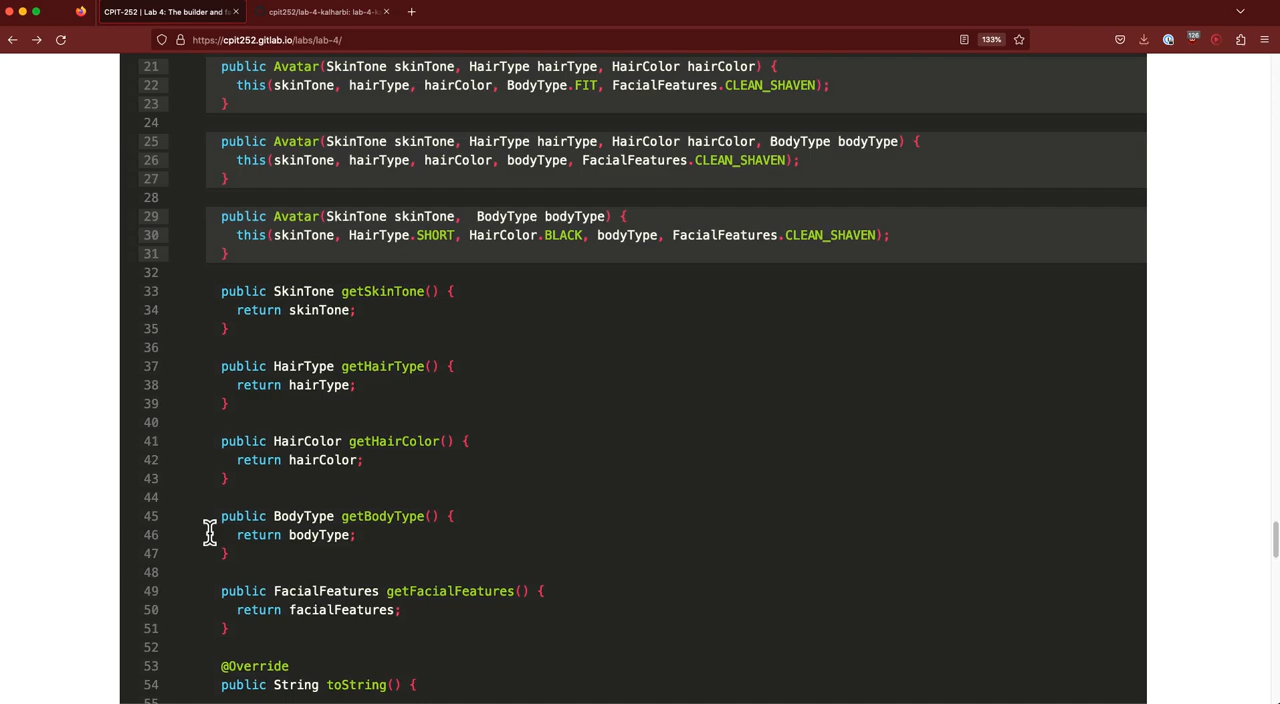 CPIT-252 | Lab 4: The builder and fa
cpit252/lab-4-kalharbi: lab-4-k
https://cpit252.gitlab.io/labs/lab-4/
133%
126
21 public Avatar(SkinTone skinTone, HairType hairType, HairColor hairColor) {
22 this(skinTone, hairType, hairColor, BodyType.FIT, FacialFeatures.CLEAN_SHAVEN);
23 }
24
25 public Avatar(SkinTone skinTone, HairType hairType, HairColor hairColor, BodyType bodyType) {
26 this(skinTone, hairType, hairColor, bodyType, FacialFeatures.CLEAN_SHAVEN);
27 }
28
29 public Avatar(SkinTone skinTone,  BodyType bodyType) {
30 this(skinTone, HairType.SHORT, HairColor.BLACK, bodyType, FacialFeatures.CLEAN_SHAVEN);
31 }
32
33 public SkinTone getSkinTone() {
34 return skinTone;
35 }
36
37 public HairType getHairType() {
38 return hairType;
39 }
40
41 public HairColor getHairColor() {
42 return hairColor;
43 }
44
45 public BodyType getBodyType() {
46 return bodyType;
47 }
48
49 public FacialFeatures getFacialFeatures() {
50 return facialFeatures;
51 }
52
53 @Override
54 public String toString() {